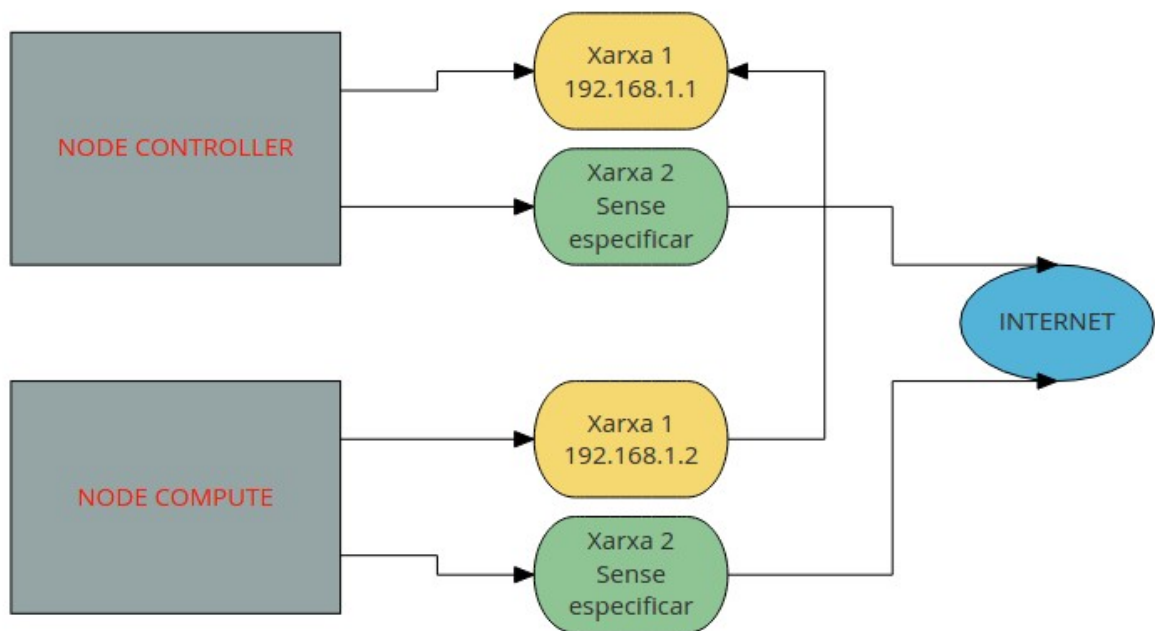 NODE CONTROLLER
Xarxa 1
192.168.1.1
Xarxa 2
Sense
especificar
INTERNET
NODE COMPUTE
Xarxa 1
192.168.1.2
Xarxa 2
Sense
especificar